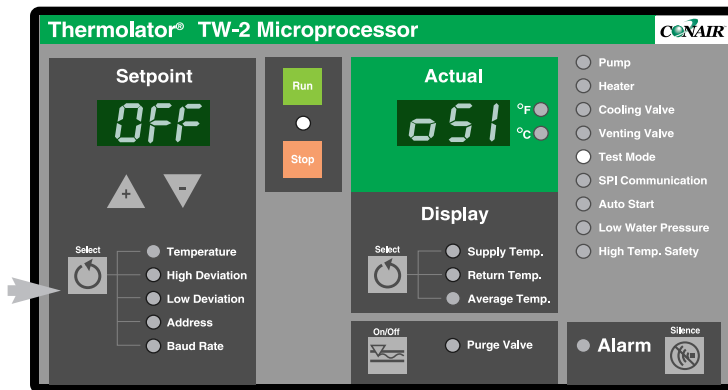 Thermolator® TW-2 Microprocessor
CONAIR
Setpoint
OFF
+
-
Select
Temperature
High Deviation
Low Deviation
Address
Baud Rate
Run
Stop
Actual
oS1
°F
°C
Display
Select
Supply Temp.
Return Temp.
Average Temp.
On/Off
Purge Valve
Pump
Heater
Cooling Valve
Venting Valve
Test Mode
SPI Communication
Auto Start
Low Water Pressure
High Temp. Safety
Alarm
Silence